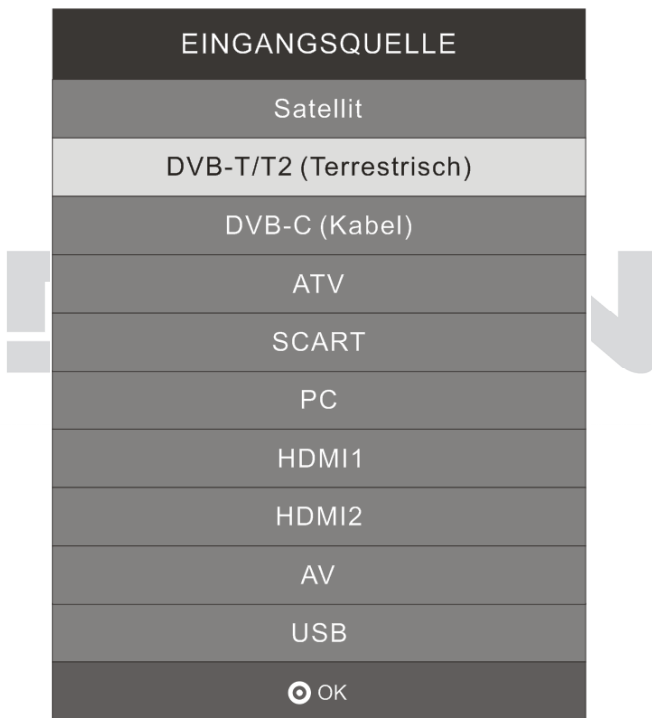 EINGANGSQUELLE
Satellit
DVB-T/T2 (Terrestrisch)
DVB-C (Kabel)
ATV
SCART
PC
HDMI1
HDMI2
AV
USB
OK